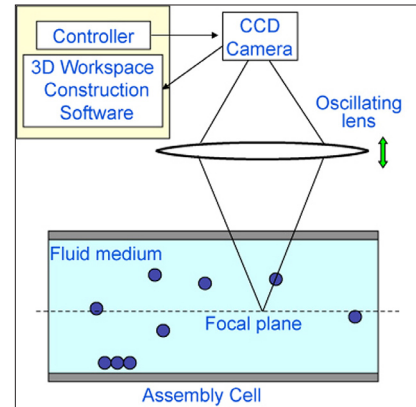 Controller
CCD
Camera
3D Workspace
Construction
Software
Oscillating
lens
Fluid medium
Focal plane
Assembly Cell